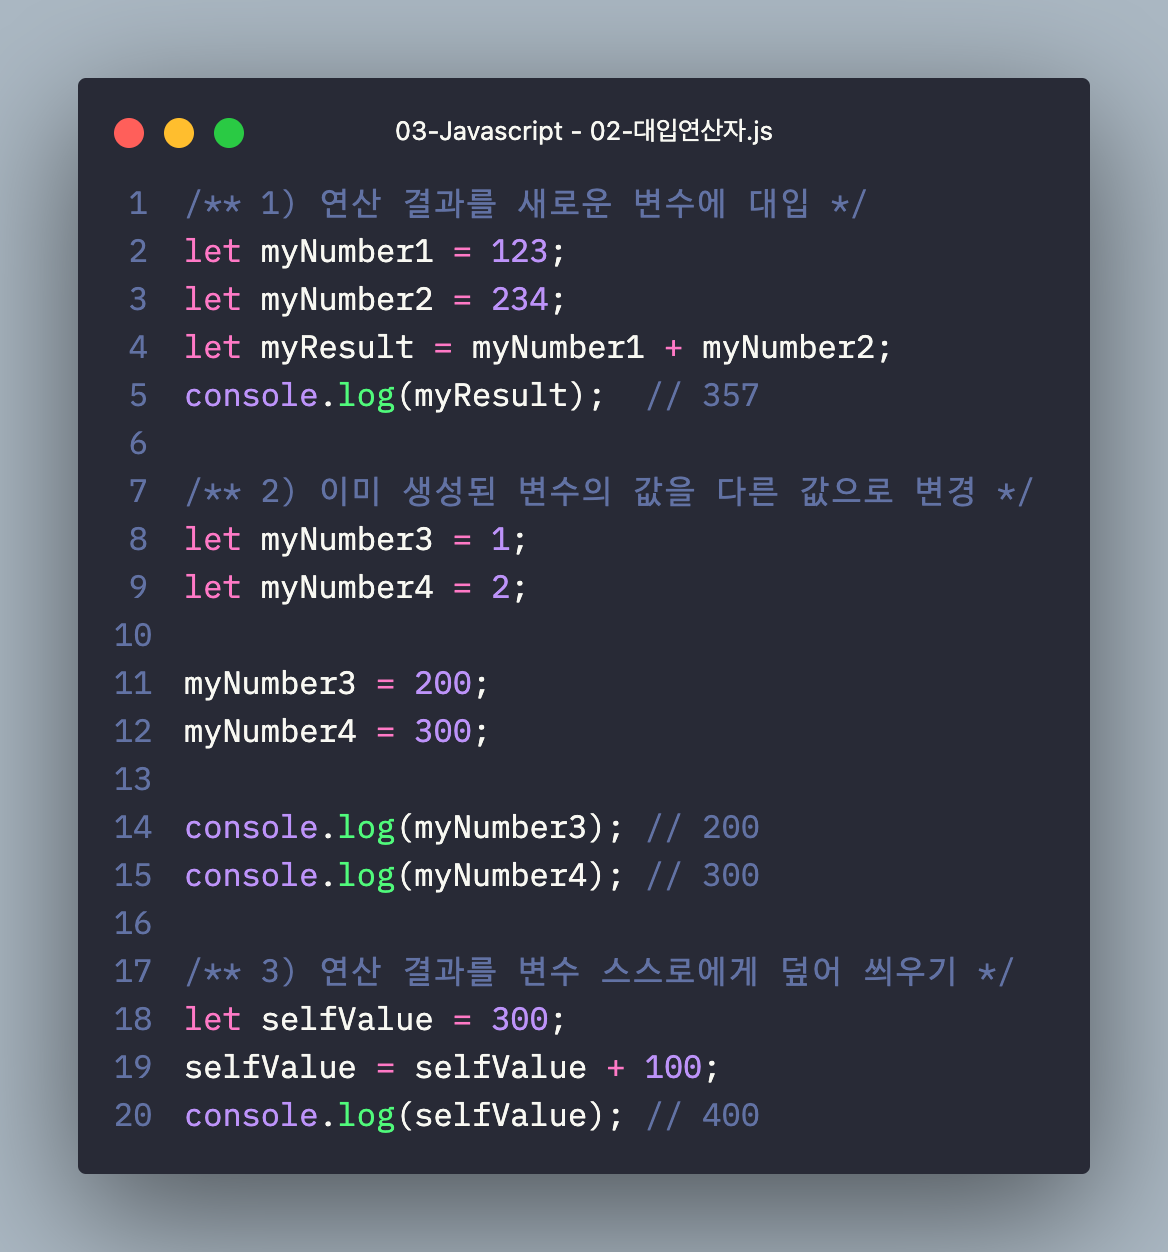 03-Javascript - 02-대입연산자.js
1 /** 1) 연산 결과를 새로운 변수에 대입 */
2 let myNumber1 = 123;
3 let myNumber2 = 234;
4 let myResult = myNumber1 + myNumber2;
5 console.log(myResult);  // 357
6
7 /** 2) 이미 생성된 변수의 값을 다른 값으로 변경 */
8 let myNumber3 = 1;
9 let myNumber4 = 2;
10
11 myNumber3 = 200;
12 myNumber4 = 300;
13
14 console.log(myNumber3); // 200
15 console.log(myNumber4); // 300
16
17 /** 3) 연산 결과를 변수 스스로에게 덮어 씌우기 */
18 let selfValue = 300;
19 selfValue = selfValue + 100;
20 console.log(selfValue); // 400